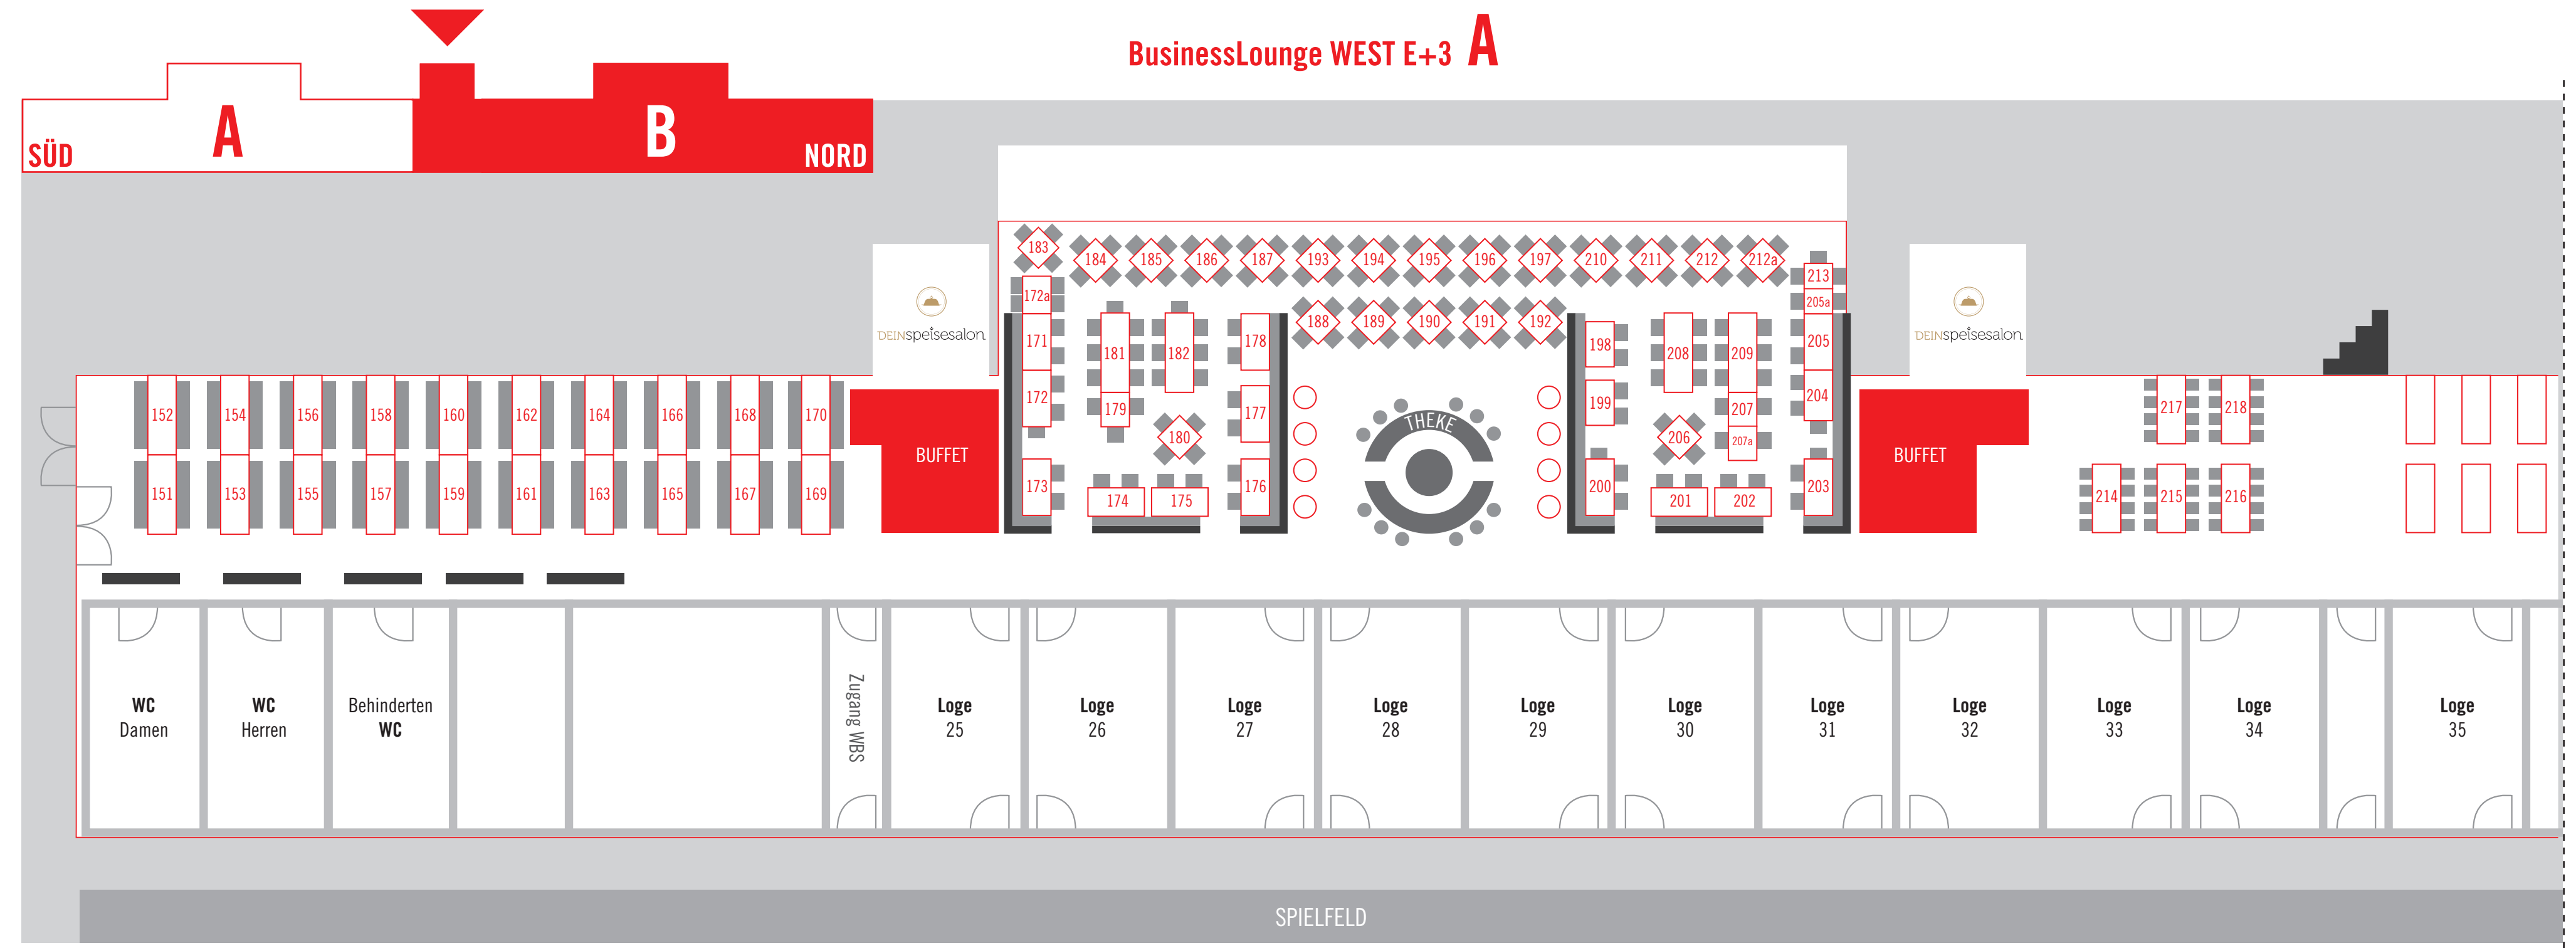 BusinessLounge WEST E+3 A
A
B
SÜD
NORD
183
184 185 186 187 193 194 195 196 197 210 211 212 212a
213
172a
205a
188 189 190 191 192
171
181 182
178
198
208 209
205
172
179
177
199
207
204
180
206
207a
173
174 175
176
200
201 202
203
THEKE
DEINspeisesalon
DEINspeisesalon
152 154 156 158 160 162 164 166 168 170
151 153 155 157 159 161 163 165 167 169
BUFFET
BUFFET
217 218
214 215 216
WC
Damen
WC
Herren
Behinderten
WC
Zugang WBS
Loge
25
Loge
26
Loge
27
Loge
28
Loge
29
Loge
30
Loge
31
Loge
32
Loge
33
Loge
34
Loge
35
SPIELFELD